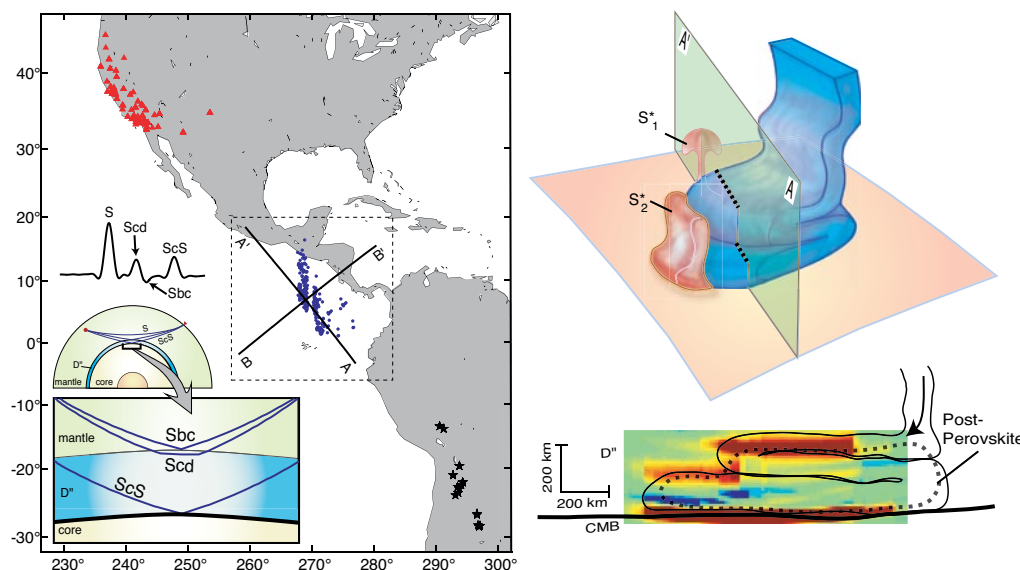 40°
30°
20°
10°
0°
-10°
-20°
-30°
230°
240°
250°
260°
270°
280°
290°
300°
A'
B'
B
A
S
Scd
ScS
Sbc
S
ScS
D"
mantle
core
Sbc
mantle
Scd
D"
ScS
core
A'
S*1
A
S*2
D"
Post-
Perovskite
200 km
200 km
CMB